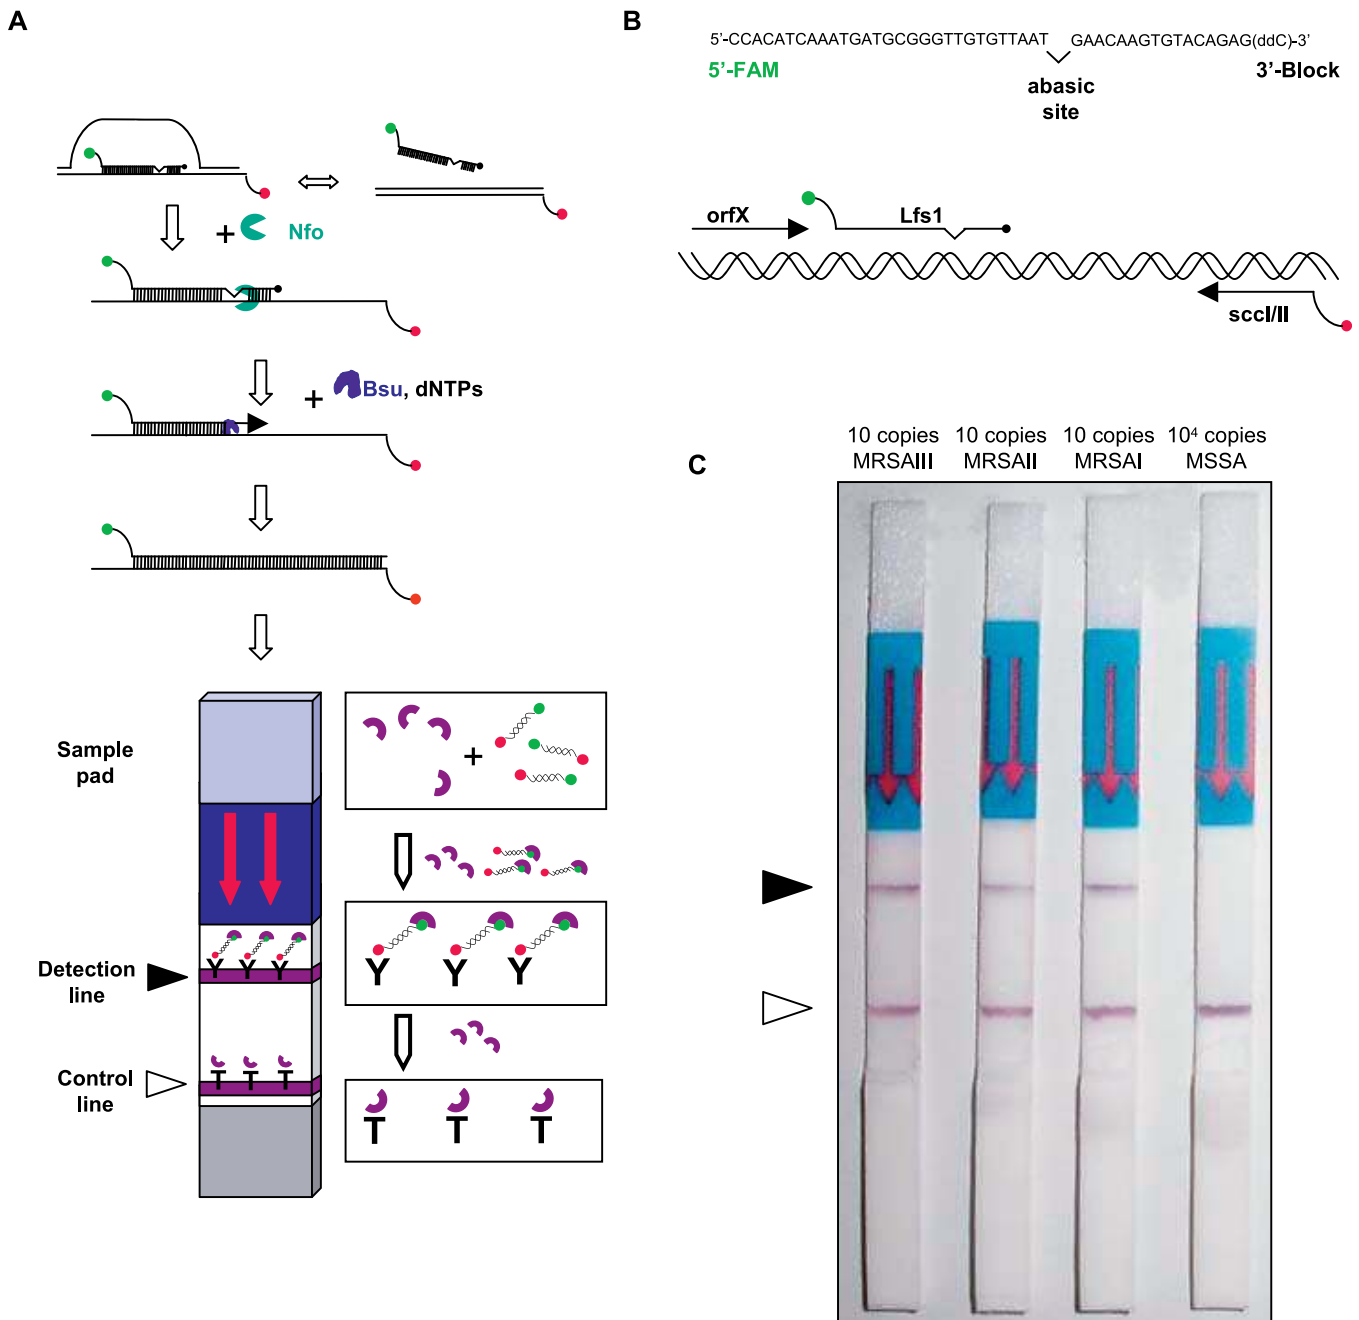 A
+ Nfo
+ Bsu, dNTPs
Sample
pad
+
Detection
line
Control
line
B
5'-CCACATCAAATGATGCGGGTTGTGTTAAT GAACAAGTGTACAGAG(ddC)-3'
5'-FAM
3'-Block
abasic
site
orfX
Lfs1
sccI/II
C
10 copies
MRSAIII
10 copies
MRSAII
10 copies
MRSAI
10⁴ copies
MSSA